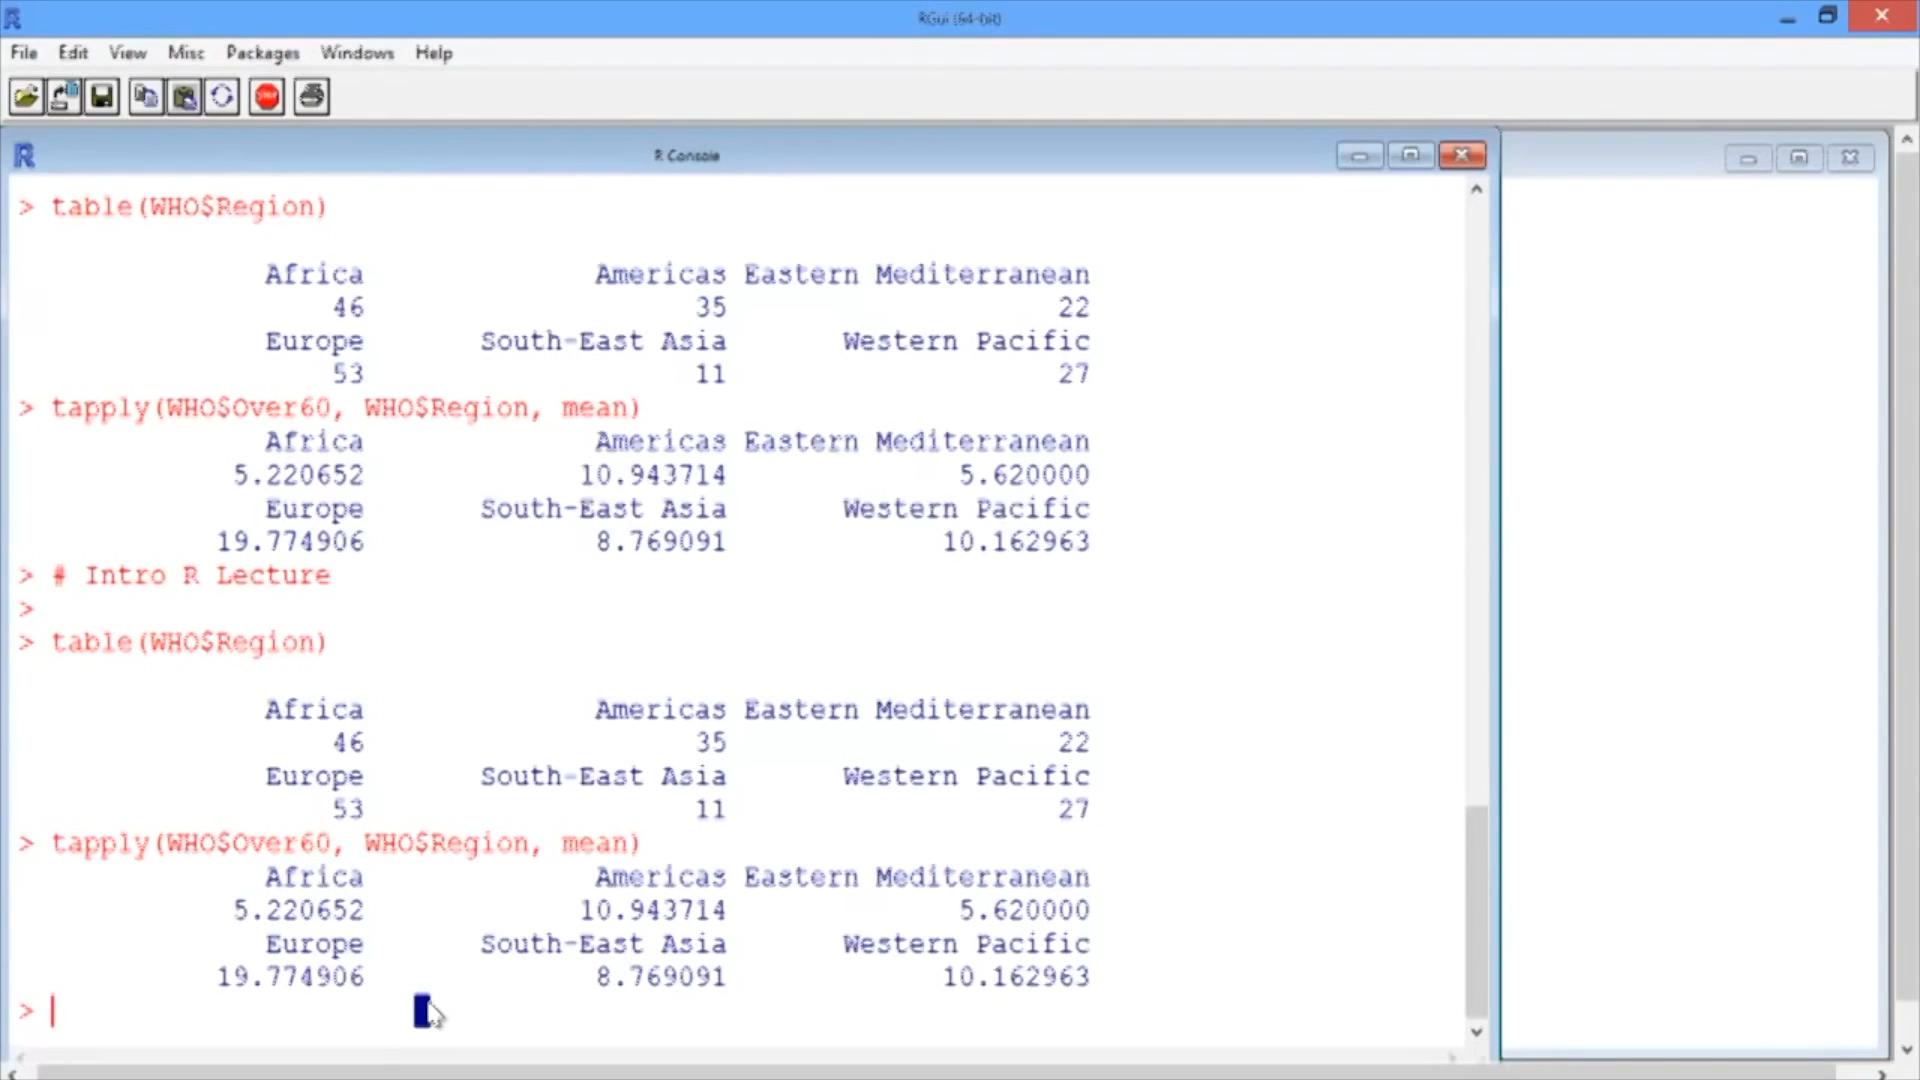 RGui (64-bit)
File Edit View Misc Packages Windows Help
STOP
R Console
> table(WHO$Region)
Africa Americas Eastern Mediterranean
46 35 22
Europe South-East Asia Western Pacific
53 11 27
> tapply(WHO$Over60, WHO$Region, mean)
Africa Americas Eastern Mediterranean
5.220652 10.943714 5.620000
Europe South-East Asia Western Pacific
19.774906 8.769091 10.162963
> # Intro R Lecture
>
> table(WHO$Region)
Africa Americas Eastern Mediterranean
46 35 22
Europe South-East Asia Western Pacific
53 11 27
> tapply(WHO$Over60, WHO$Region, mean)
Africa Americas Eastern Mediterranean
5.220652 10.943714 5.620000
Europe South-East Asia Western Pacific
19.774906 8.769091 10.162963
>